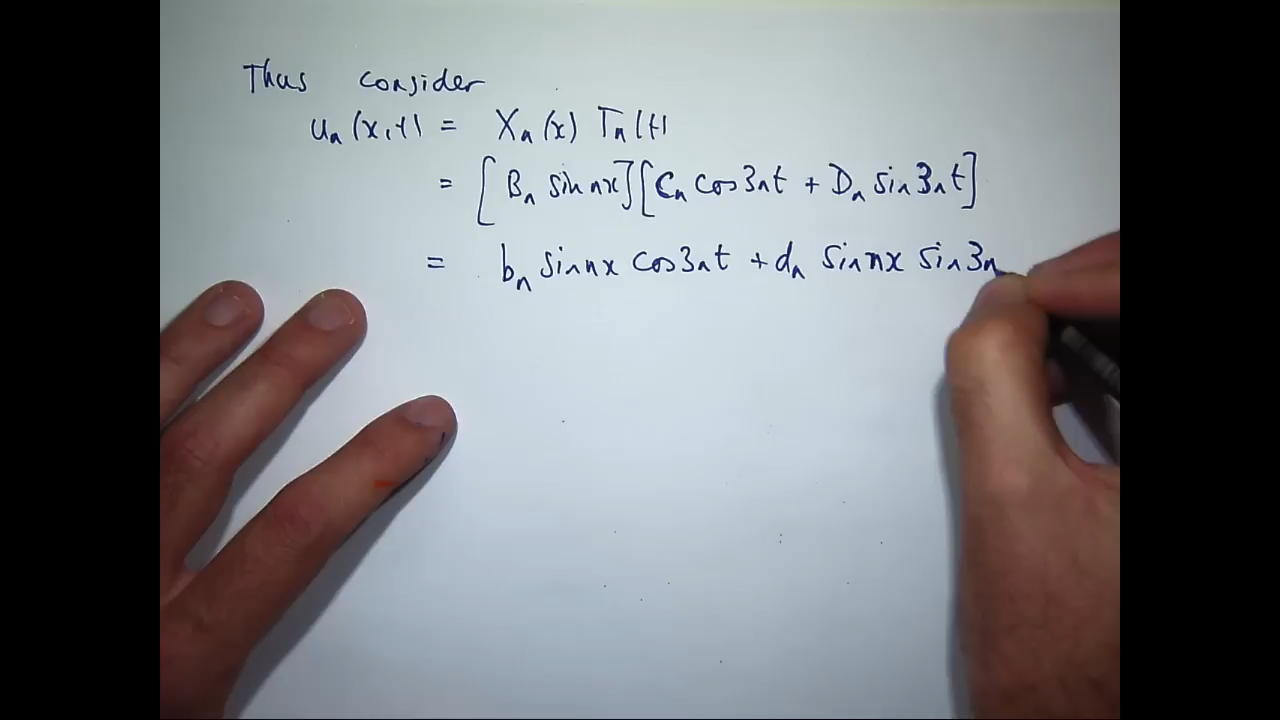 Thus consider
uₙ(x,t) = Xₙ(x) Tₙ(t)
= [Bₙ sin nx][Cₙ cos 3nt + Dₙ sin 3nt]
= bₙ sin nx cos 3nt + dₙ sin nx sin 3n